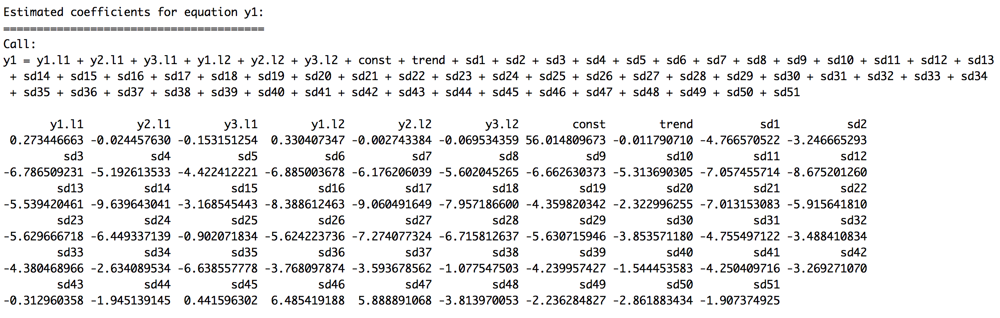 Estimated coefficients for equation y1:
=======================================
Call:
y1 = y1.l1 + y2.l1 + y3.l1 + y1.l2 + y2.l2 + y3.l2 + const + trend + sd1 + sd2 + sd3 + sd4 + sd5 + sd6 + sd7 + sd8 + sd9 + sd10 + sd11 + sd12 + sd13
+ sd14 + sd15 + sd16 + sd17 + sd18 + sd19 + sd20 + sd21 + sd22 + sd23 + sd24 + sd25 + sd26 + sd27 + sd28 + sd29 + sd30 + sd31 + sd32 + sd33 + sd34
+ sd35 + sd36 + sd37 + sd38 + sd39 + sd40 + sd41 + sd42 + sd43 + sd44 + sd45 + sd46 + sd47 + sd48 + sd49 + sd50 + sd51
y1.l1 y2.l1 y3.l1 y1.l2 y2.l2 y3.l2 const trend sd1 sd2
0.273446663 -0.024457630 -0.153151254 0.330407347 -0.002743384 -0.069534359 56.014809673 -0.011790710 -4.766570522 -3.246665293
sd3 sd4 sd5 sd6 sd7 sd8 sd9 sd10 sd11 sd12
-6.786509231 -5.192613533 -4.422412221 -6.885003678 -6.176206039 -5.602045265 -6.662630373 -5.313690305 -7.057455714 -8.675201260
sd13 sd14 sd15 sd16 sd17 sd18 sd19 sd20 sd21 sd22
-5.539420461 -9.639643041 -3.168545443 -8.388612463 -9.060491649 -7.957186600 -4.359820342 -2.322996255 -7.013153083 -5.915641810
sd23 sd24 sd25 sd26 sd27 sd28 sd29 sd30 sd31 sd32
-5.629666718 -6.449337139 -0.902071834 -5.624223736 -7.274077324 -6.715812637 -5.630715946 -3.853571180 -4.755497122 -3.488410834
sd33 sd34 sd35 sd36 sd37 sd38 sd39 sd40 sd41 sd42
-4.380468966 -2.634089534 -6.638557778 -3.768097874 -3.593678562 -1.077547503 -4.239957427 -1.544453583 -4.250409716 -3.269271070
sd43 sd44 sd45 sd46 sd47 sd48 sd49 sd50 sd51
-0.312960358 -1.945139145 0.441596302 6.485419188 5.888891068 -3.813970053 -2.236284827 -2.861883434 -1.907374925